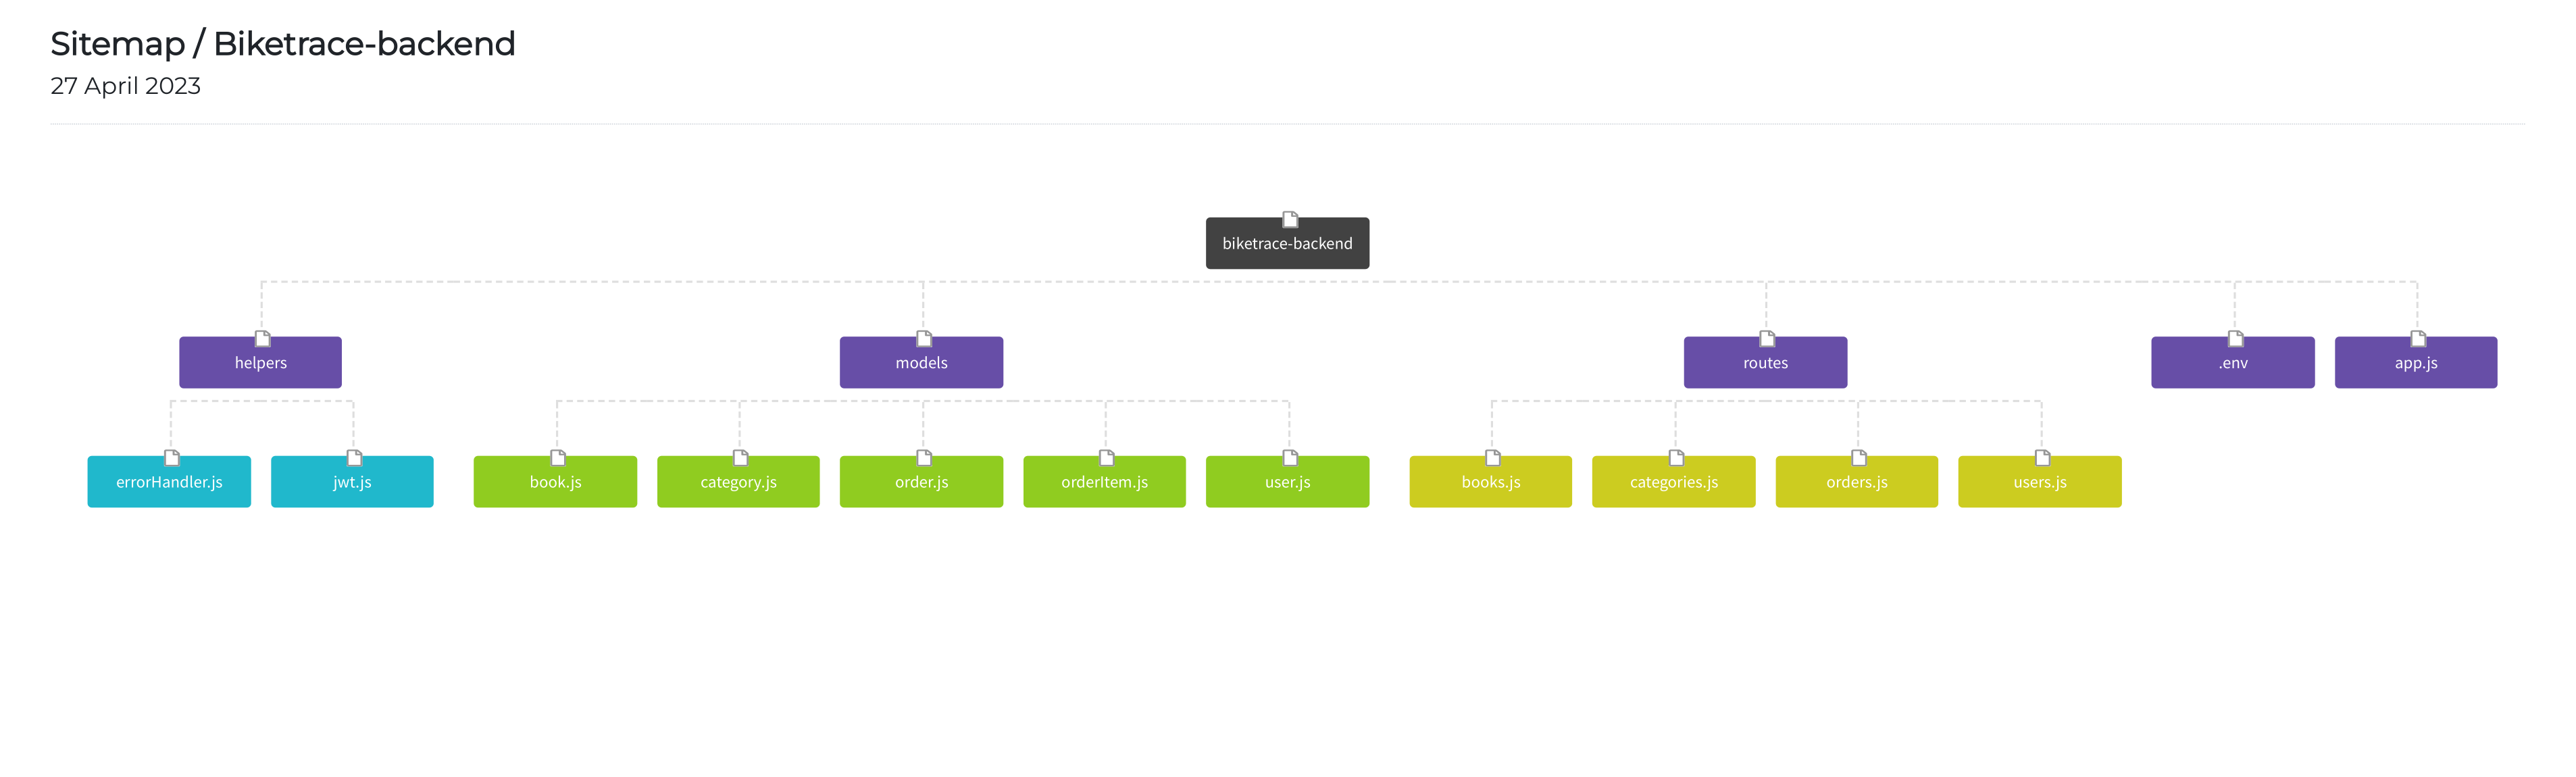 Sitemap / Biketrace-backend
27 April 2023
biketrace-backend
helpers
models
routes
.env
app.js
errorHandler.js
jwt.js
book.js
category.js
order.js
orderItem.js
user.js
books.js
categories.js
orders.js
users.js